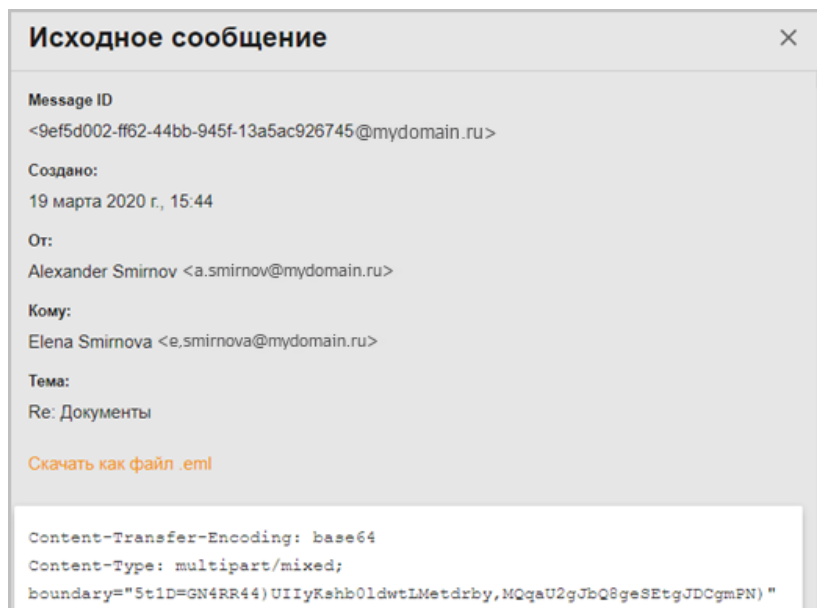 Исходное сообщение
Message ID
<9ef5d002-ff62-44bb-945f-13a5ac926745@mydomain.ru>
Создано:
19 марта 2020 г., 15:44
От:
Alexander Smirnov <a.smirnov@mydomain.ru>
Кому:
Elena Smirnova <e,smirnova@mydomain.ru>
Тема:
Re: Документы
Скачать как файл .eml
Content-Transfer-Encoding: base64
Content-Type: multipart/mixed;
boundary="5t1D=GN4RR44)UIIyKshb0ldwtLMetdrby,MQqaU2gJbQ8geSEtgJDCgmPN)"